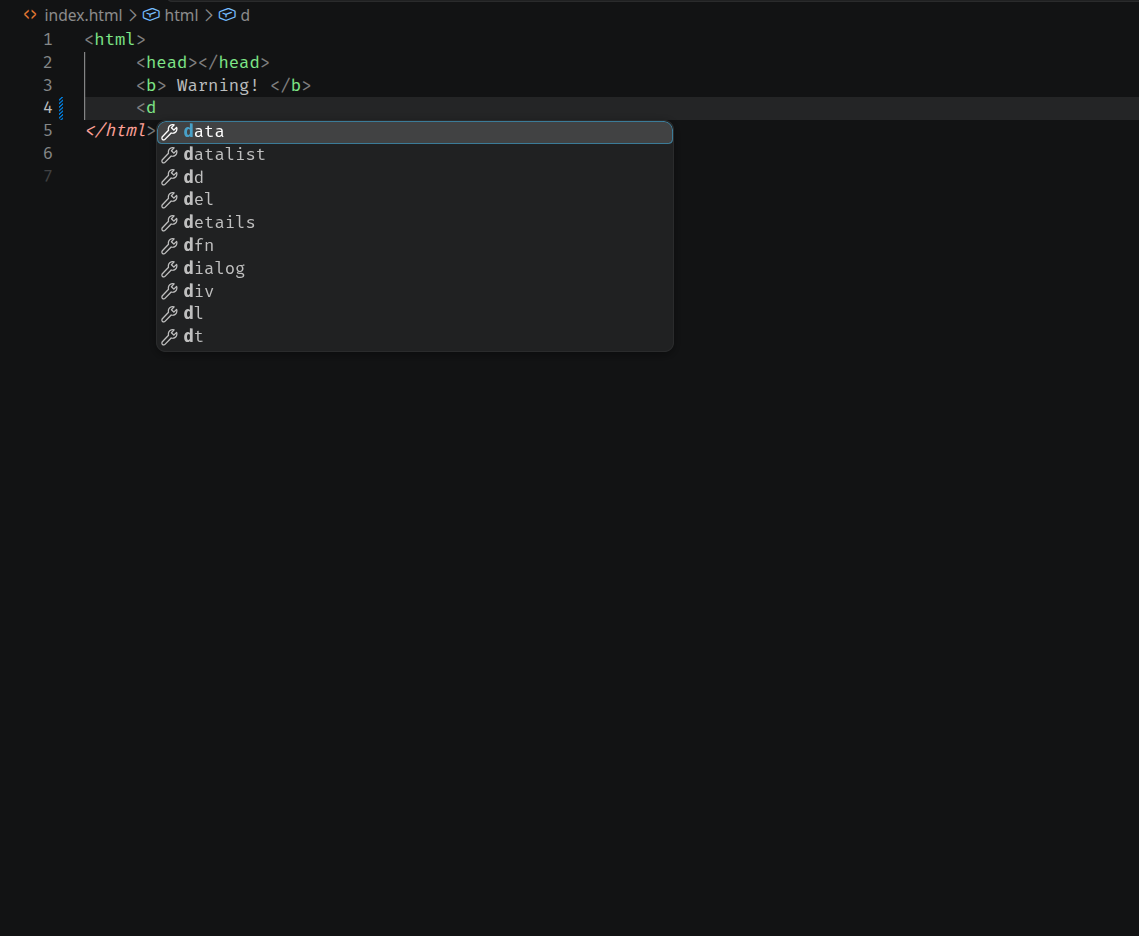 index.html > html > d
1 <html>
2 <head></head>
3 <b> Warning! </b>
4 <d
5 </html>
data
datalist
6 dd
7 del
details
dfn
dialog
div
dl
dt